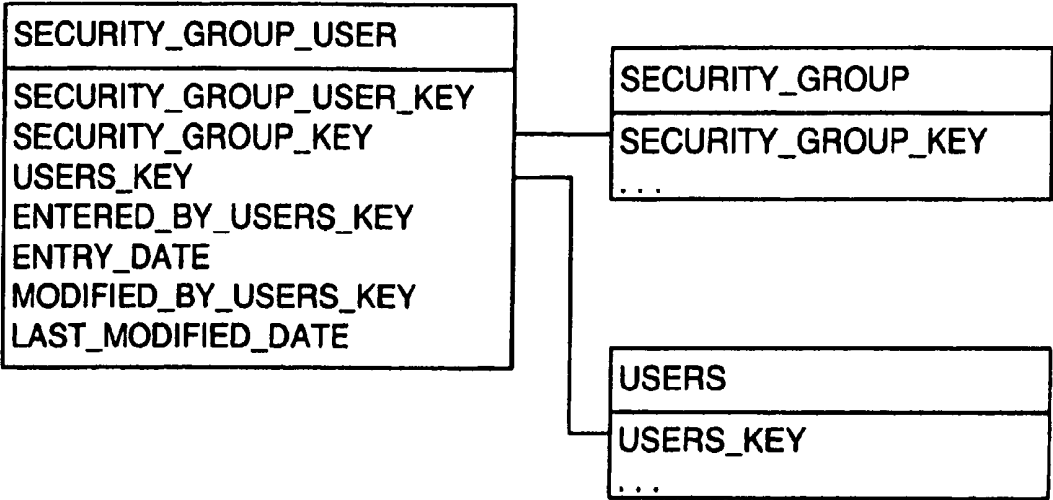 SECURITY_GROUP_USER
SECURITY_GROUP_USER_KEY
SECURITY_GROUP_KEY
USERS_KEY
ENTERED_BY_USERS_KEY
ENTRY_DATE
MODIFIED_BY_USERS_KEY
LAST_MODIFIED_DATE
SECURITY_GROUP
SECURITY_GROUP_KEY
. . .
USERS
USERS_KEY
. . .